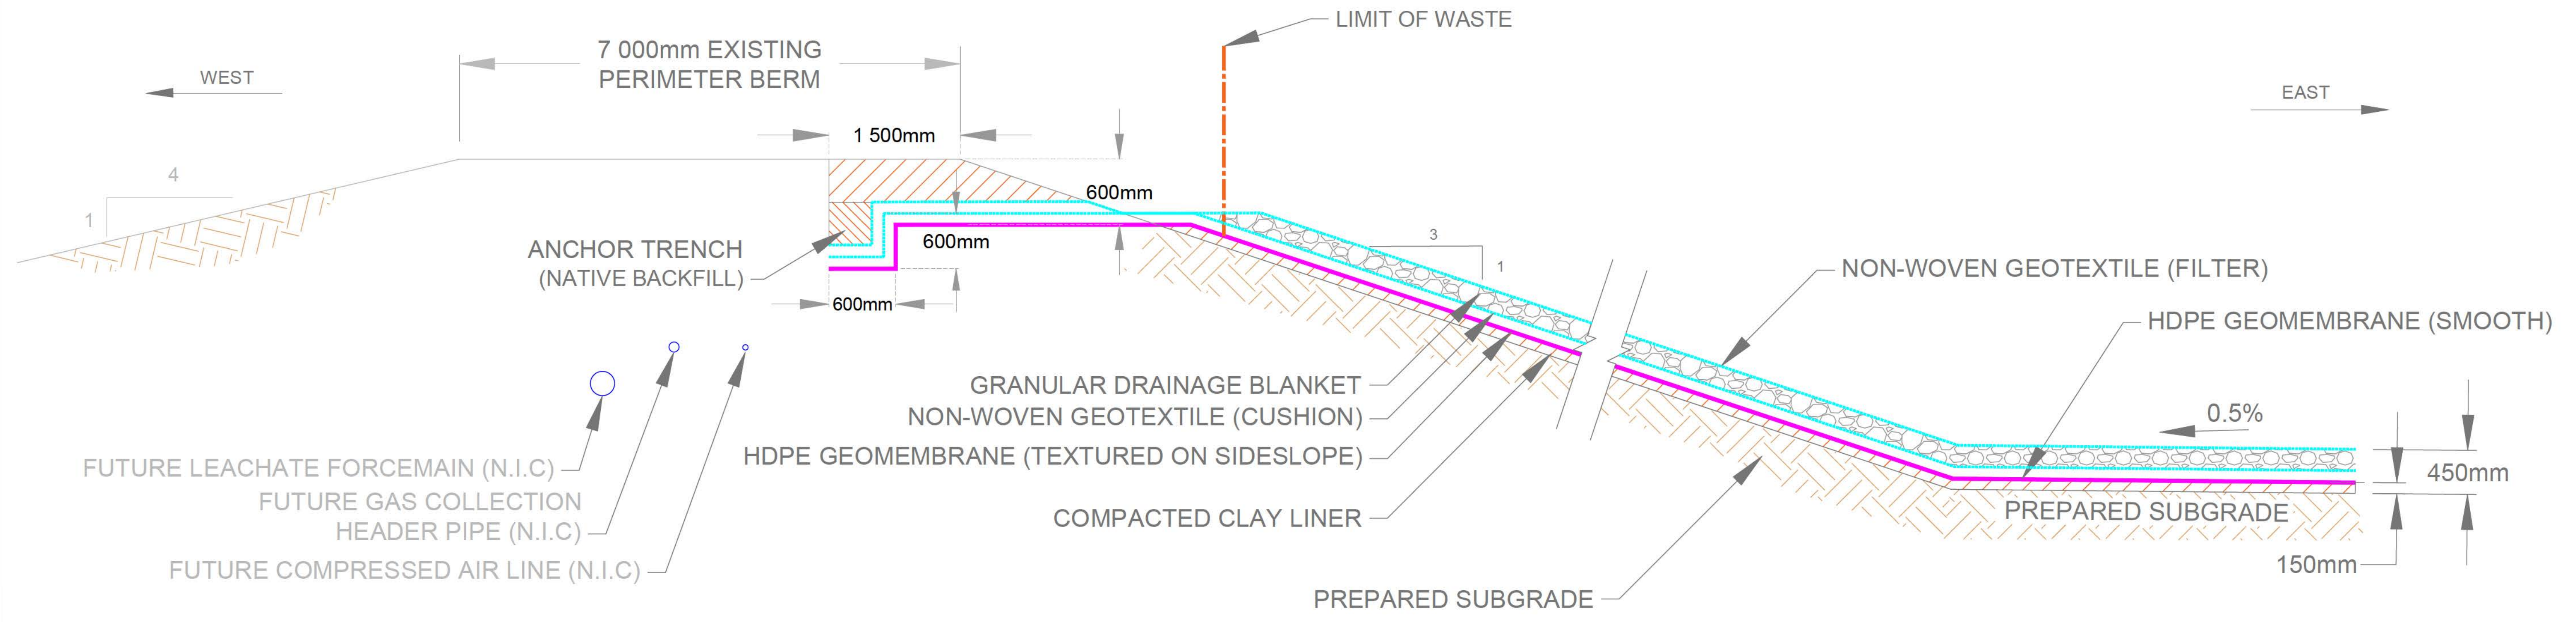 LIMIT OF WASTE
7 000mm EXISTING
PERIMETER BERM
WEST
EAST
1 500mm
4
1
600mm
3
1
ANCHOR TRENCH
(NATIVE BACKFILL)
600mm
600mm
NON-WOVEN GEOTEXTILE (FILTER)
HDPE GEOMEMBRANE (SMOOTH)
GRANULAR DRAINAGE BLANKET
NON-WOVEN GEOTEXTILE (CUSHION)
HDPE GEOMEMBRANE (TEXTURED ON SIDESLOPE)
COMPACTED CLAY LINER
0.5%
450mm
PREPARED SUBGRADE
150mm
PREPARED SUBGRADE
FUTURE LEACHATE FORCEMAIN (N.I.C)
FUTURE GAS COLLECTION
HEADER PIPE (N.I.C)
FUTURE COMPRESSED AIR LINE (N.I.C)